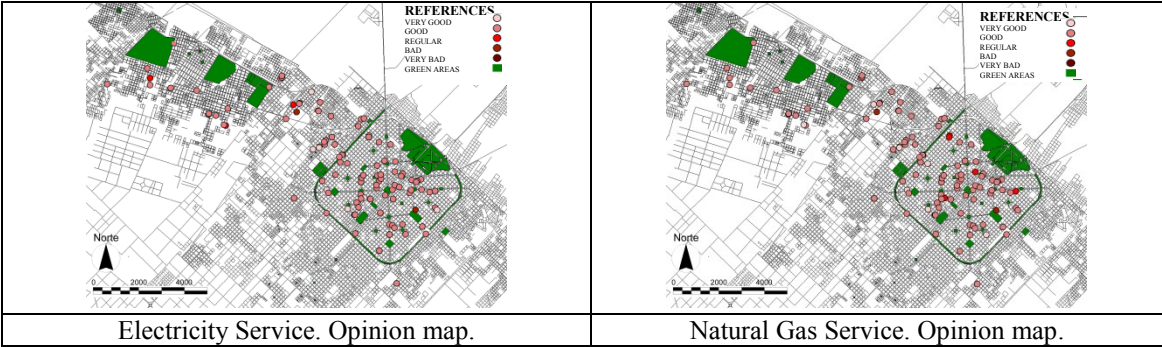 REFERENCES
VERY GOOD
GOOD
REGULAR
BAD
VERY BAD
GREEN AREAS
Norte
0 2000 4000
Electricity Service. Opinion map.
REFERENCES
VERY GOOD
GOOD
REGULAR
BAD
VERY BAD
GREEN AREAS
Norte
0 2000 4000
Natural Gas Service. Opinion map.